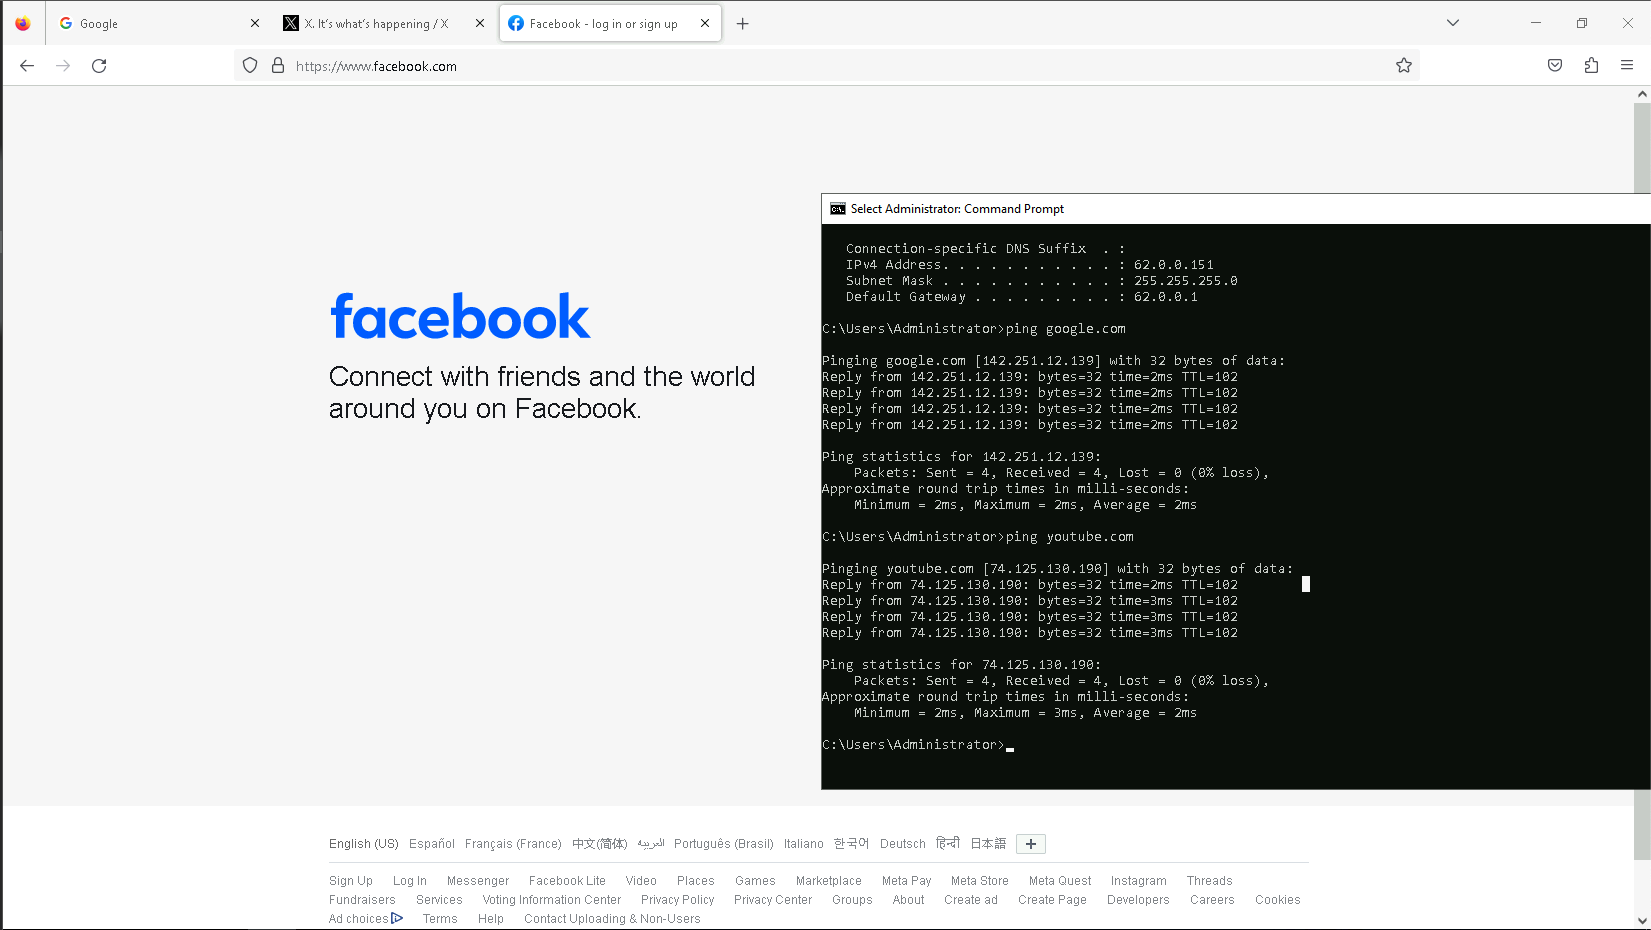 Google
X. It's what's happening / X
Facebook - log in or sign up
https://www.facebook.com
facebook
Connect with friends and the world
around you on Facebook.
Select Administrator: Command Prompt
Connection-specific DNS Suffix  . :
IPv4 Address. . . . . . . . . . . : 62.0.0.151
Subnet Mask . . . . . . . . . . . : 255.255.255.0
Default Gateway . . . . . . . . . : 62.0.0.1
C:\Users\Administrator>ping google.com
Pinging google.com [142.251.12.139] with 32 bytes of data:
Reply from 142.251.12.139: bytes=32 time=2ms TTL=102
Reply from 142.251.12.139: bytes=32 time=2ms TTL=102
Reply from 142.251.12.139: bytes=32 time=2ms TTL=102
Reply from 142.251.12.139: bytes=32 time=2ms TTL=102
Ping statistics for 142.251.12.139:
Packets: Sent = 4, Received = 4, Lost = 0 (0% loss),
Approximate round trip times in milli-seconds:
Minimum = 2ms, Maximum = 2ms, Average = 2ms
C:\Users\Administrator>ping youtube.com
Pinging youtube.com [74.125.130.190] with 32 bytes of data:
Reply from 74.125.130.190: bytes=32 time=2ms TTL=102
Reply from 74.125.130.190: bytes=32 time=3ms TTL=102
Reply from 74.125.130.190: bytes=32 time=3ms TTL=102
Reply from 74.125.130.190: bytes=32 time=3ms TTL=102
Ping statistics for 74.125.130.190:
Packets: Sent = 4, Received = 4, Lost = 0 (0% loss),
Approximate round trip times in milli-seconds:
Minimum = 2ms, Maximum = 3ms, Average = 2ms
C:\Users\Administrator>
English (US) Español Français (France) 中文(简体) العربية Português (Brasil) Italiano 한국어 Deutsch हिन्दी 日本語
Sign Up Log In Messenger Facebook Lite Video Places Games Marketplace Meta Pay Meta Store Meta Quest Instagram Threads
Fundraisers Services Voting Information Center Privacy Policy Privacy Center Groups About Create ad Create Page Developers Careers Cookies
Ad choices Terms Help Contact Uploading & Non-Users